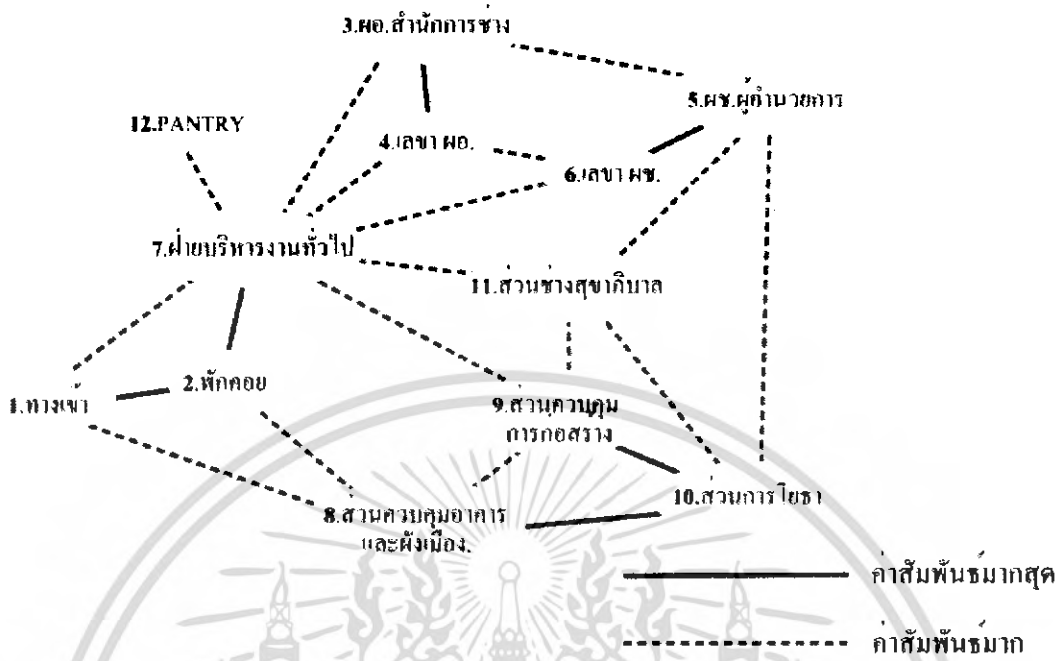 3.ผอ.สำนักการช่าง
5.ผช.ผู้อำนวยการ
12.PANTRY
4.เลขา ผอ.
6.เลขา ผช.
7.ฝ่ายบริหารงานทั่วไป
11.ส่วนช่างสุขาภิบาล
2.พักคอย
1.ทางเข้า
9.ส่วนควบคุม
การก่อสร้าง
10.ส่วนการโยธา
8.ส่วนควบคุมอาคาร
และผังเมือง.
ค่าสัมพันธ์มากสุด
ค่าสัมพันธ์มาก